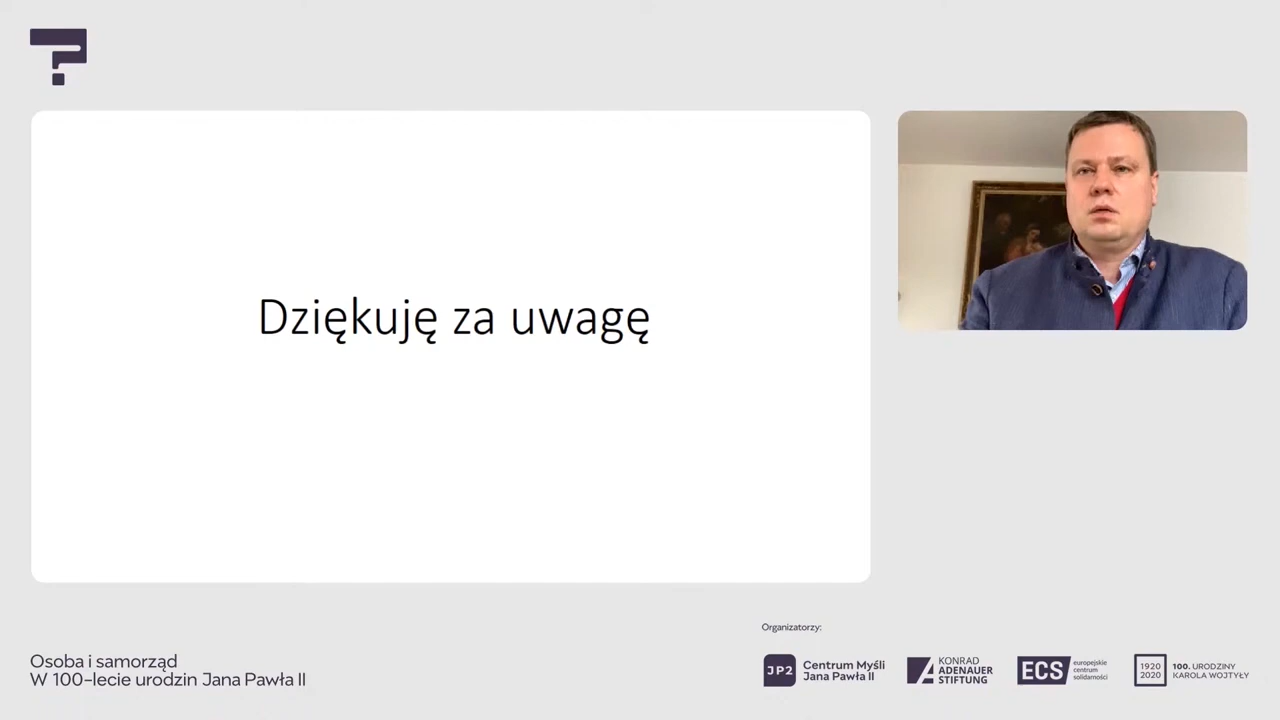 Dziękuję za uwagę
Organizatorzy:
Osoba i samorząd
W 100-lecie urodzin Jana Pawła II
JP2
Centrum Myśli
Jana Pawła II
KONRAD
ADENAUER
STIFTUNG
ECS
europejskie
centrum
solidarności
1920
2020
100. URODZINY
KAROLA WOJTYŁY